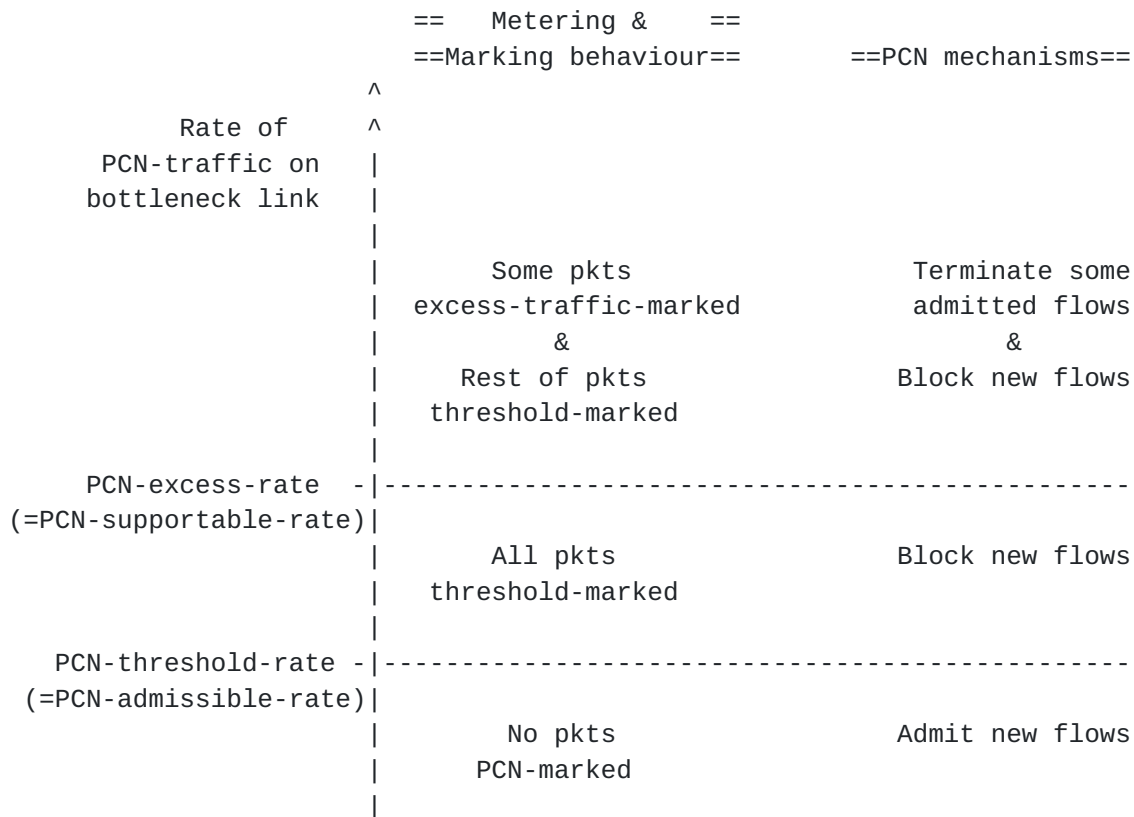 ==   Metering &    ==
==Marking behaviour==       ==PCN mechanisms==
^
Rate of     ^
PCN-traffic on   |
bottleneck link   |
|
|       Some pkts                  Terminate some
|  excess-traffic-marked           admitted flows
|           &                            &
|     Rest of pkts                Block new flows
|   threshold-marked
|
PCN-excess-rate  -|------------------------------------------------
(=PCN-supportable-rate)|
|       All pkts                 Block new flows
|   threshold-marked
|
PCN-threshold-rate -|------------------------------------------------
(=PCN-admissible-rate)|
|        No pkts                 Admit new flows
|      PCN-marked
|